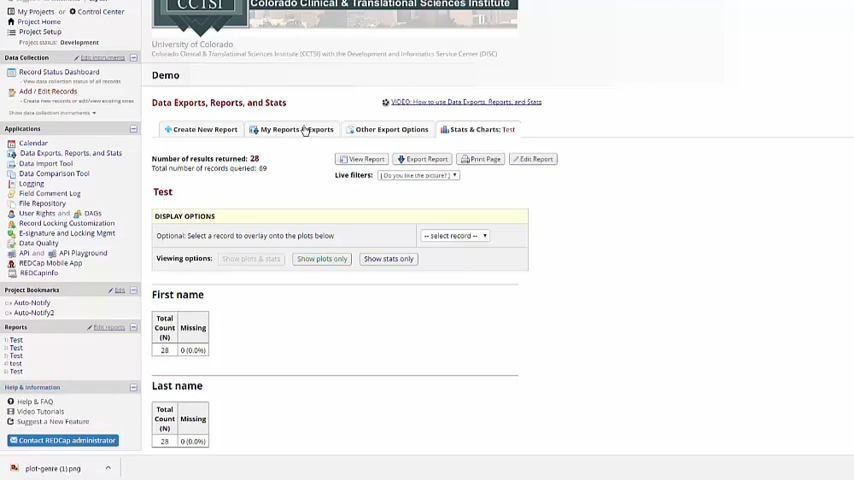 CCTSI
Colorado Clinical & Translational Sciences Institute
My Projects or Control Center
Project Home
Project Setup
Project status: Development
Data Collection Edit instruments
Record Status Dashboard
- View data collection status of all records
Add / Edit Records
- Create new records or edit/view existing ones
Show data collection instruments
Applications
Calendar
Data Exports, Reports, and Stats
Data Import Tool
Data Comparison Tool
Logging
Field Comment Log
File Repository
User Rights and DAGs
Record Locking Customization
E-signature and Locking Mgmt
Data Quality
API and API Playground
REDCap Mobile App
REDCapInfo
Project Bookmarks Edit
Auto-Notify
Auto-Notify2
Reports Edit reports
1) Test
2) Test
3) Test
4) test
5) Test
Help & Information
Help & FAQ
Video Tutorials
Suggest a New Feature
Contact REDCap administrator
University of Colorado
Colorado Clinical & Translational Sciences Institute (CCTSI) with the Development and Informatics Service Center (DISC)
Demo
Data Exports, Reports, and Stats
VIDEO: How to use Data Exports, Reports, and Stats
Create New Report My Reports & Exports Other Export Options Stats & Charts: Test
Number of results returned: 28
Total number of records queried: 69
View Report Export Report Print Page Edit Report
Live filters: [ Do you like the picture? ]
Test
DISPLAY OPTIONS
Optional: Select a record to overlay onto the plots below -- select record --
Viewing options: Show plots & stats Show plots only Show stats only
First name
Total Count (N) Missing
28 0 (0.0%)
Last name
Total Count (N) Missing
28 0 (0.0%)
plot-genre (1).png